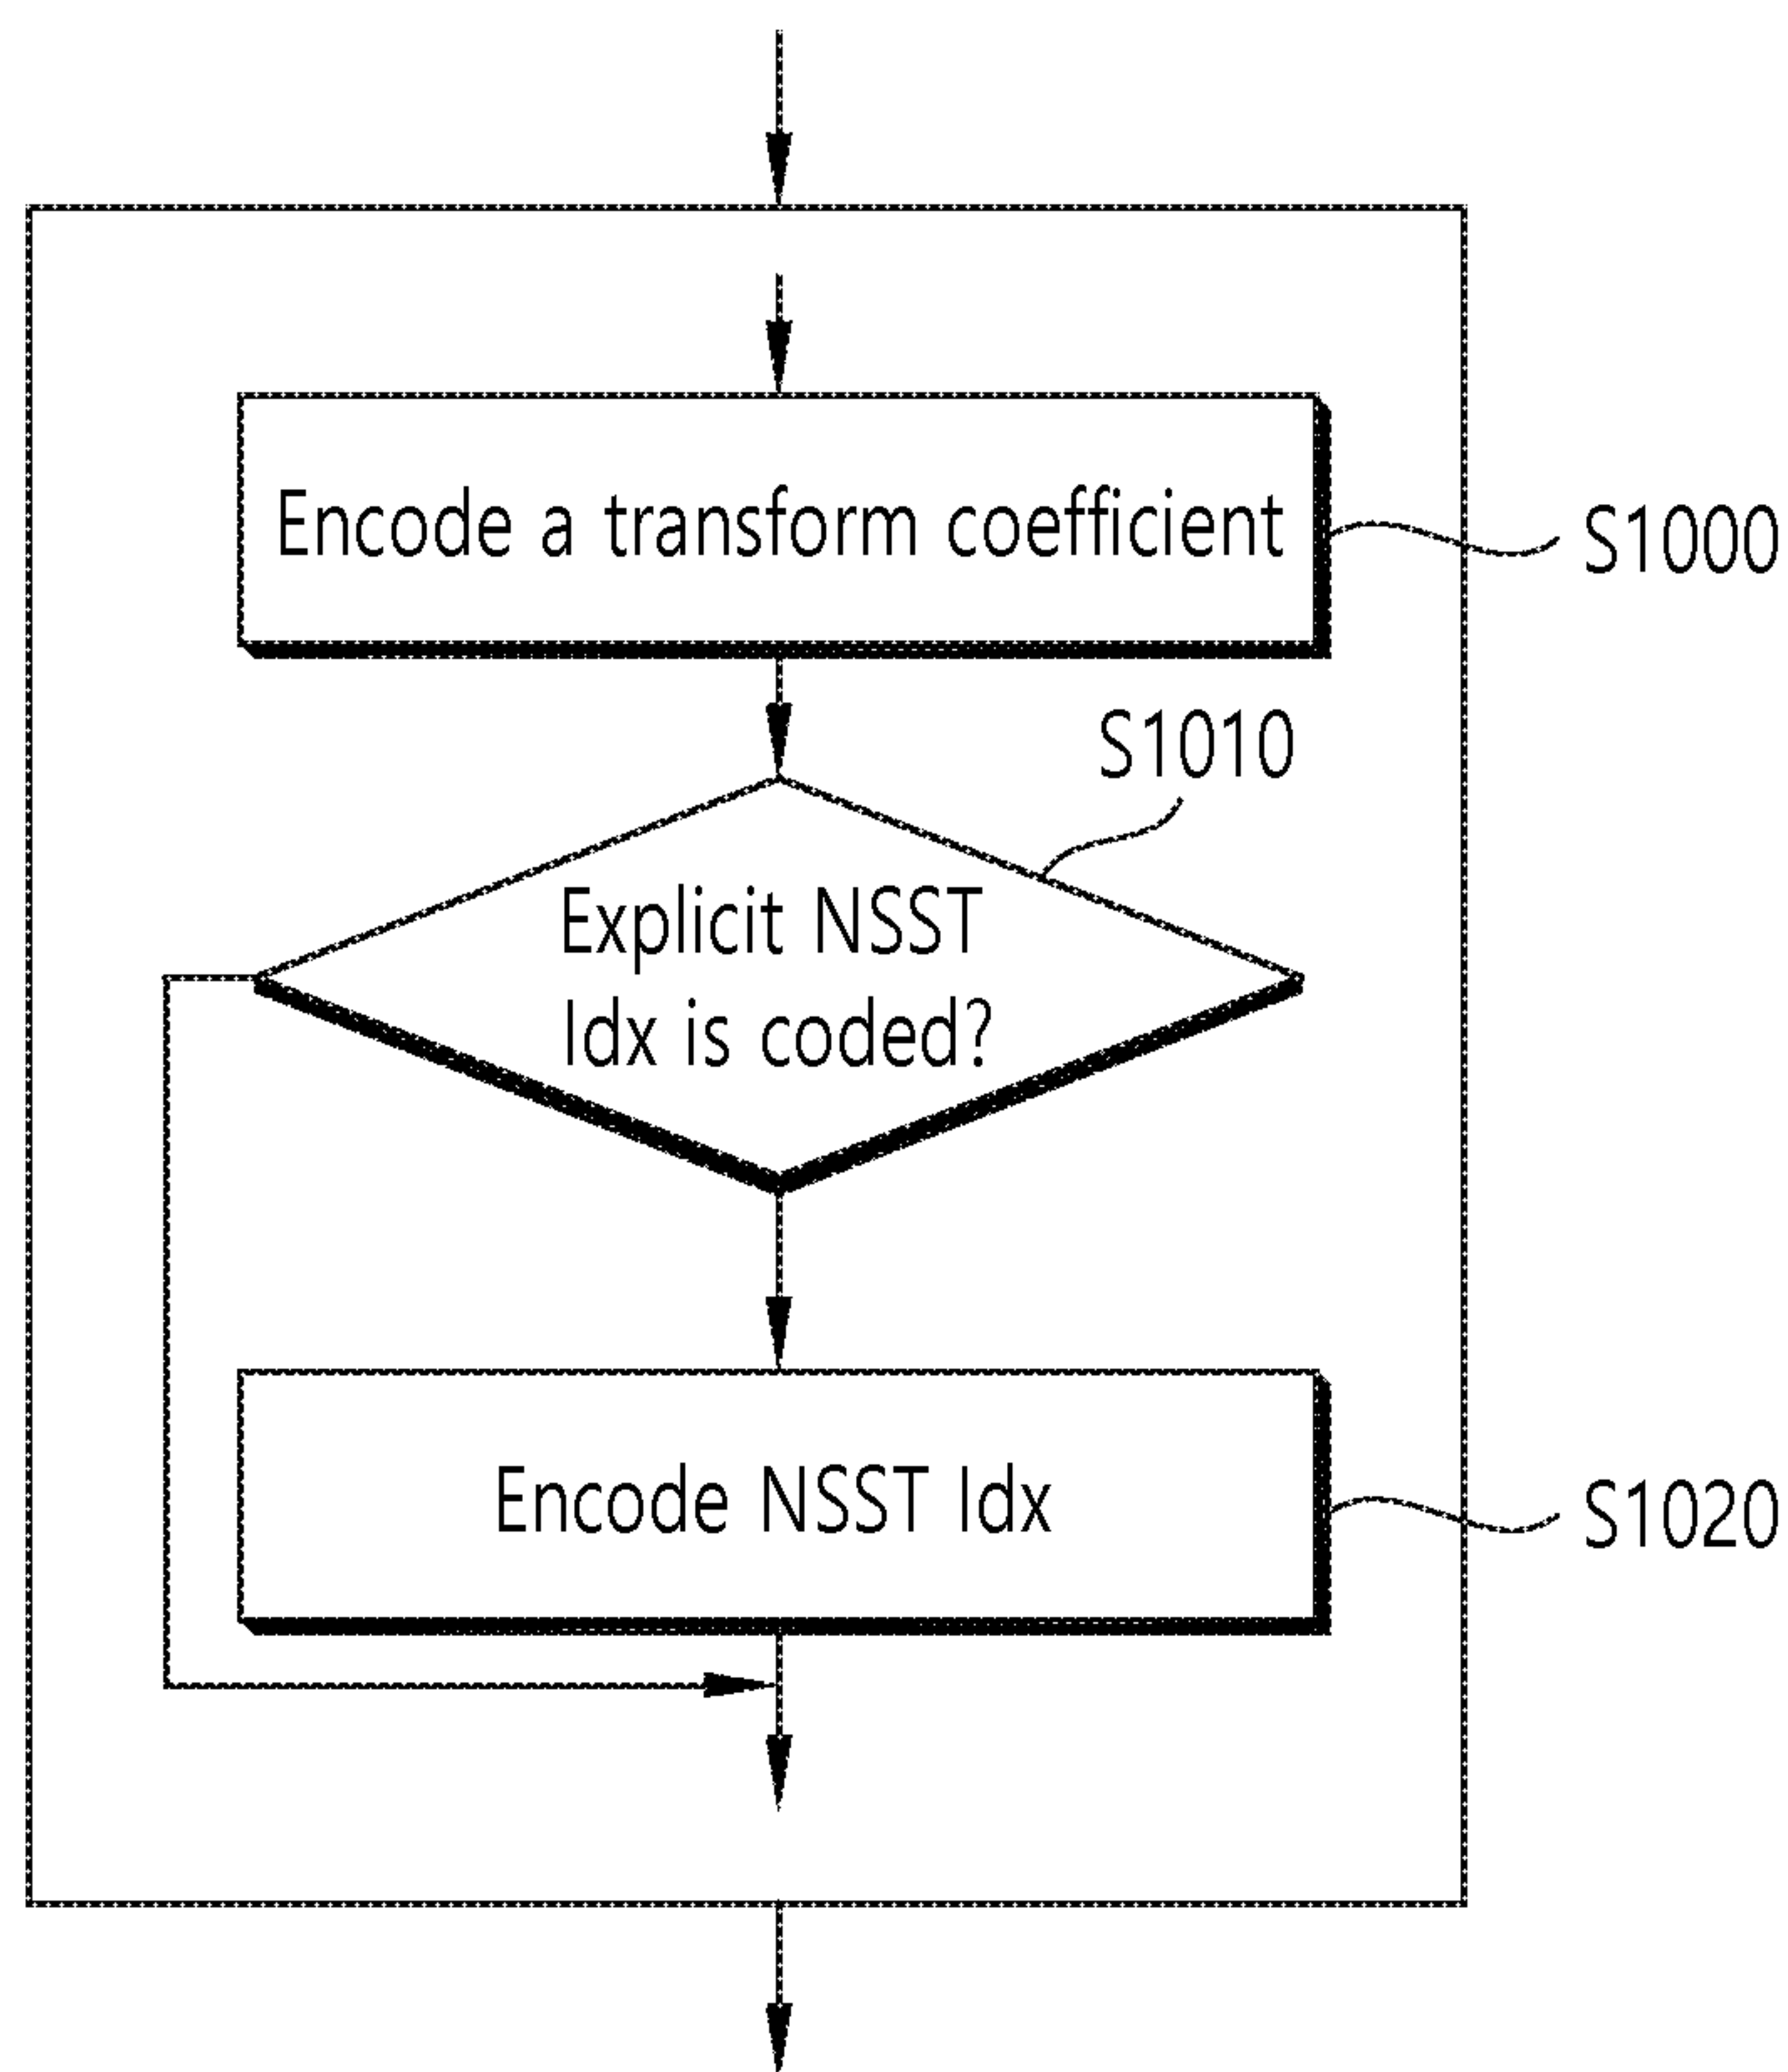 Encode a transform coefficient
S1000
S1010
Explicit NSST
Idx is coded?
Encode NSST Idx
S1020